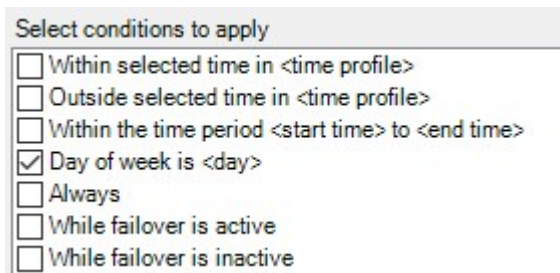 Select conditions to apply
Within selected time in <time profile>
Outside selected time in <time profile>
Within the time period <start time> to <end time>
Day of week is <day>
Always
While failover is active
While failover is inactive